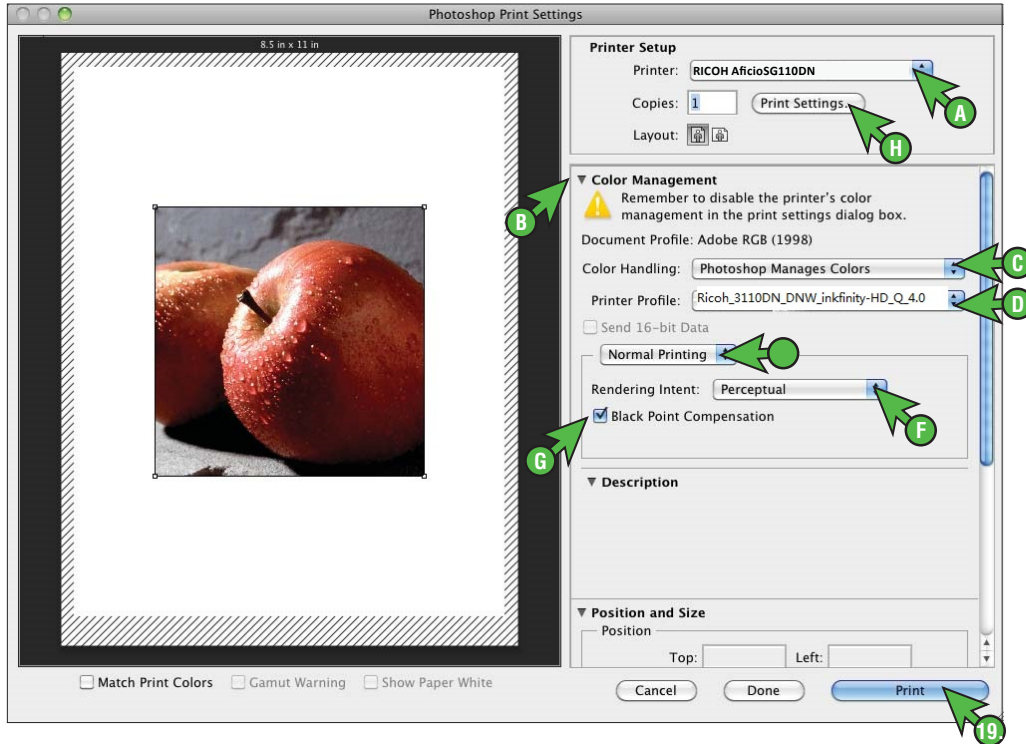 Photoshop Print Settings
8.5 in x 11 in
Printer Setup
Printer: RICOH AficioSG110DN
A
Copies: 1 Print Settings...
H
Layout:
Color Management
B
Remember to disable the printer's color
management in the print settings dialog box.
Document Profile: Adobe RGB (1998)
Color Handling: Photoshop Manages Colors
C
Printer Profile: Ricoh_3110DN_DNW_inkfinity-HD_Q_4.0
D
Send 16-bit Data
Normal Printing
Rendering Intent: Perceptual
F
Black Point Compensation
G
Description
Position and Size
Position
Top: Left:
Match Print Colors Gamut Warning Show Paper White
Cancel Done Print
19.